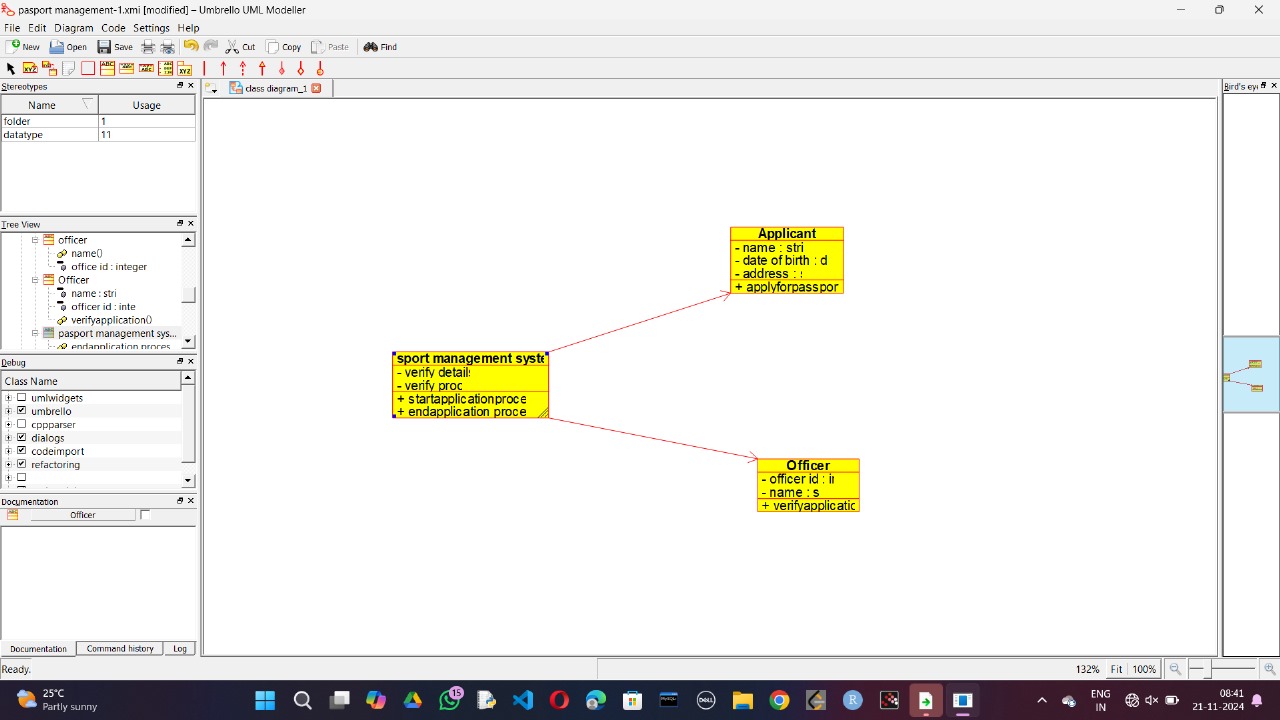 pasport management-1.xmi [modified] – Umbrello UML Modeller
File Edit Diagram Code Settings Help
New Open Save Cut Copy Paste Find
Stereotypes
Name Usage
folder 1
datatype 11
Tree View
officer
name()
office id : integer
Officer
name : stri
officer id : inte
verifyapplication()
pasport management sys...
endapplication proces
Debug
Class Name
umlwidgets
umbrello
cppparser
dialogs
codeimport
refactoring
Documentation
Officer
Documentation Command history Log
Ready.
class diagram_1
Applicant
- name : stri
- date of birth : d
- address : s
+ applyforpasspor
sport management syste
- verify details
- verify proc
+ startapplicationproce
+ endapplication proce
Officer
- officer id : ir
- name : s
+ verifyapplicatic
Bird's ey
132% Fit 100%
25°C
Partly sunny
15
ENG
IN
08:41
21-11-2024